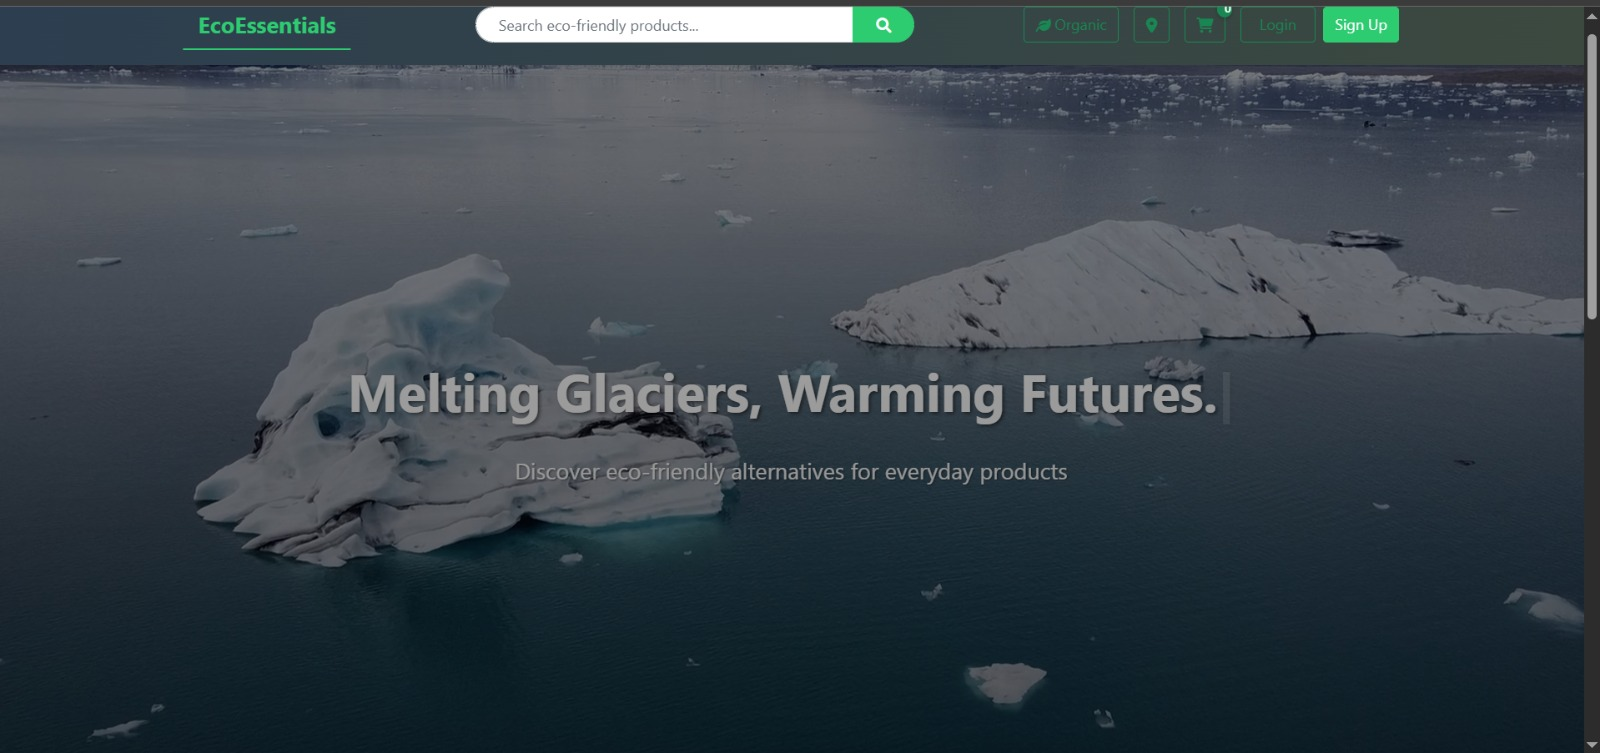 EcoEssentials
Search eco-friendly products...
Organic
0
Login
Sign Up
Melting Glaciers, Warming Futures.
Discover eco-friendly alternatives for everyday products